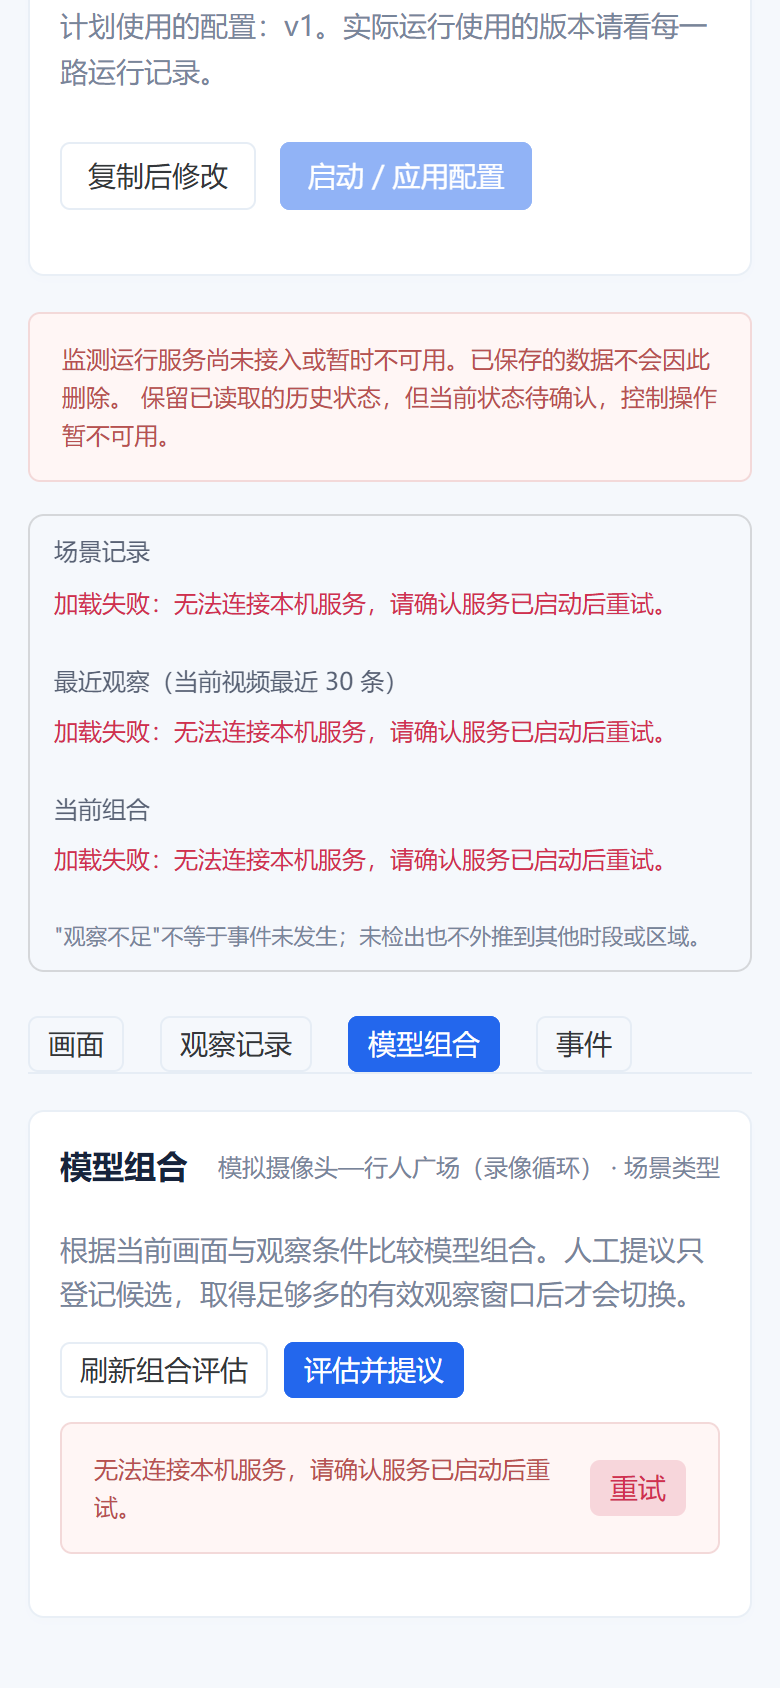 计划使用的配置：v1。实际运行使用的版本请看每一
路运行记录。
复制后修改
启动 / 应用配置
监测运行服务尚未接入或暂时不可用。已保存的数据不会因此
删除。 保留已读取的历史状态，但当前状态待确认，控制操作
暂不可用。
场景记录
加载失败：无法连接本机服务，请确认服务已启动后重试。
最近观察（当前视频最近 30 条）
加载失败：无法连接本机服务，请确认服务已启动后重试。
当前组合
加载失败：无法连接本机服务，请确认服务已启动后重试。
"观察不足"不等于事件未发生；未检出也不外推到其他时段或区域。
画面
观察记录
模型组合
事件
模型组合 模拟摄像头—行人广场（录像循环） · 场景类型
根据当前画面与观察条件比较模型组合。人工提议只
登记候选，取得足够多的有效观察窗口后才会切换。
刷新组合评估
评估并提议
无法连接本机服务，请确认服务已启动后重
试。
重试